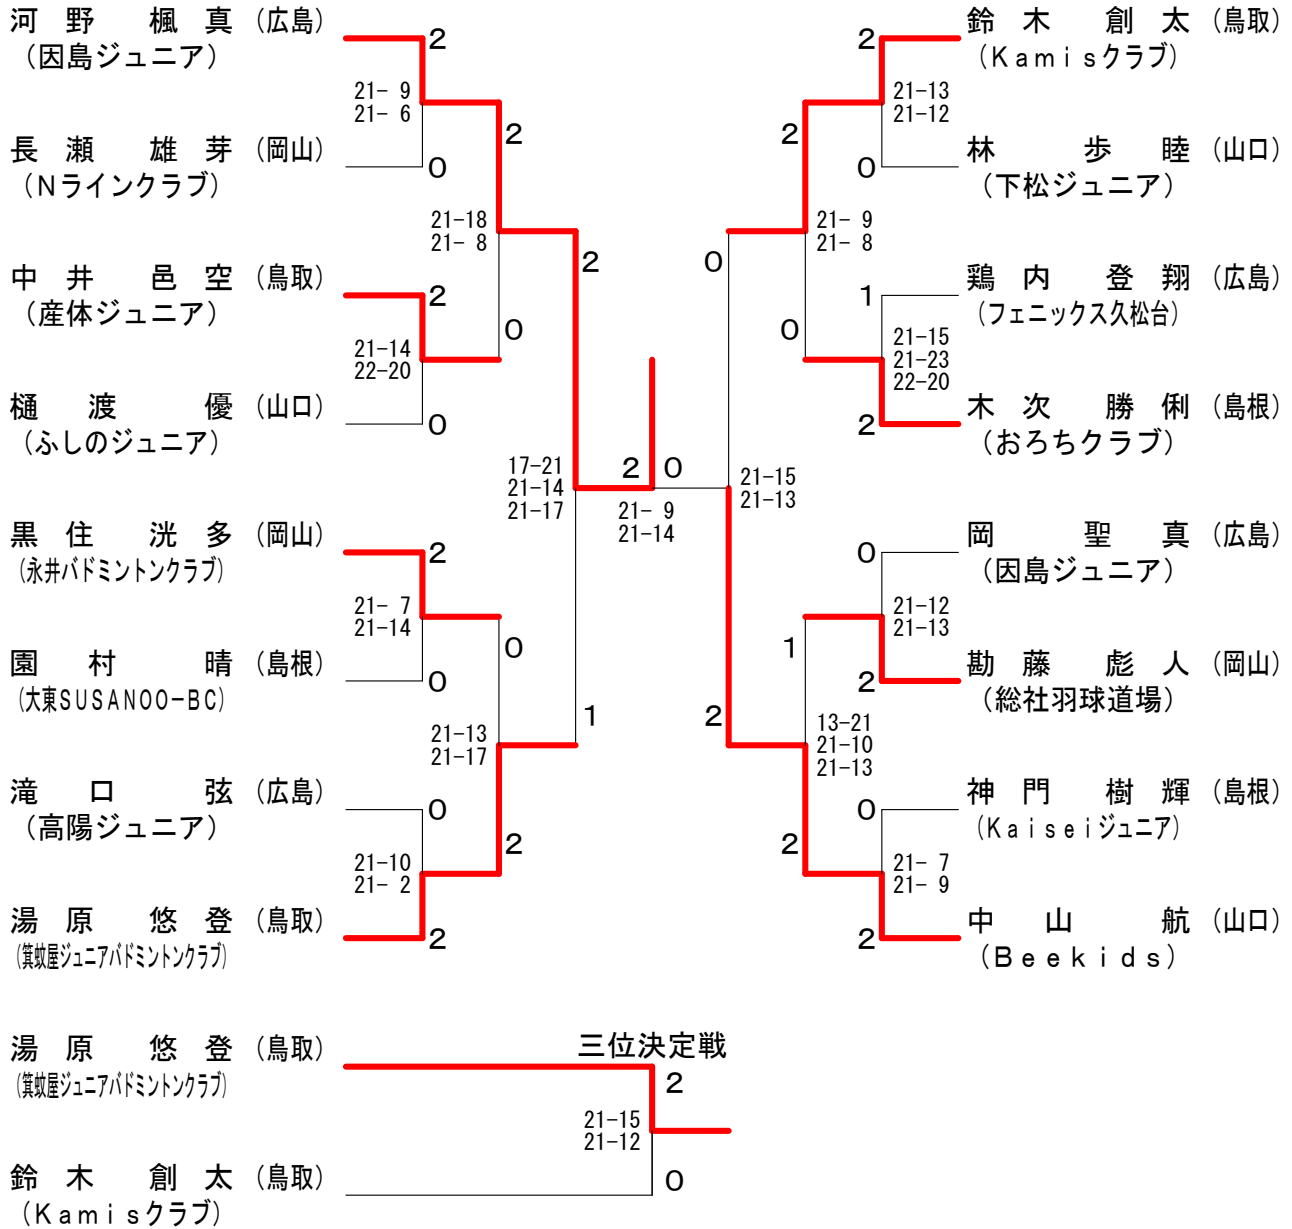 河野 楓真 (広島)
(因島ジュニア)
2
21- 9
21- 6
長瀬 雄芽 (岡山)
(Nラインクラブ)
0
2
21-18
21- 8
中井 邑空 (鳥取)
(産体ジュニア)
2
0
21-14
22-20
樋渡 優 (山口)
(ふしのジュニア)
0
2
17-21
21-14
21-17
黒住 洸多 (岡山)
(永井バドミントンクラブ)
2
21- 7
21-14
園村 晴 (島根)
(大東SUSANOO-BC)
0
0
21-13
21-17
1
滝口 弦 (広島)
(高陽ジュニア)
0
2
21-10
21- 2
湯原 悠登 (鳥取)
(箕蚊屋ジュニアバドミントンクラブ)
2
2 0
21- 9
21-14
鈴木 創太 (鳥取)
(Kamisクラブ)
2
21-13
21-12
林 歩睦 (山口)
(下松ジュニア)
0
2
21- 9
21- 8
0
鶏内 登翔 (広島)
(フェニックス久松台)
1
0
21-15
21-23
22-20
木次 勝俐 (島根)
(おろちクラブ)
2
21-15
21-13
岡 聖真 (広島)
(因島ジュニア)
0
21-12
21-13
勘藤 彪人 (岡山)
(総社羽球道場)
2
1
2
13-21
21-10
21-13
神門 樹輝 (島根)
(Kaiseiジュニア)
0
2
21- 7
21- 9
中山 航 (山口)
(Beekids)
2
三位決定戦
湯原 悠登 (鳥取)
(箕蚊屋ジュニアバドミントンクラブ)
2
21-15
21-12
鈴木 創太 (鳥取)
(Kamisクラブ)
0